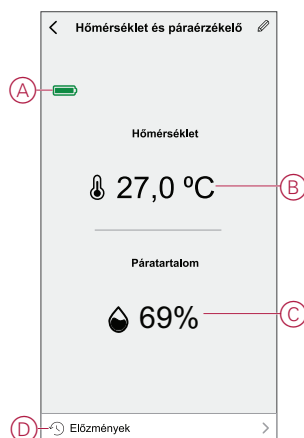 Hőmérséklet és páraérzékelő
A
Hőmérséklet
27,0 ºC
B
Páratartalom
69%
C
D
Előzmények